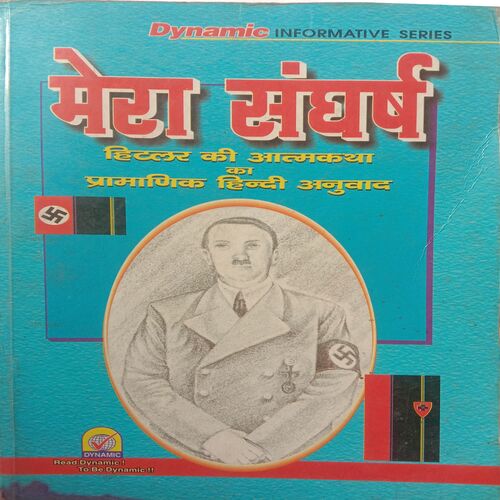 Dynamic INFORMATIVE SERIES
मेरा संघर्ष
हिटलर की आत्मकथा
का
प्रामाणिक हिन्दी अनुवाद
DYNAMIC
Read Dynamic !
To Be Dynamic !!